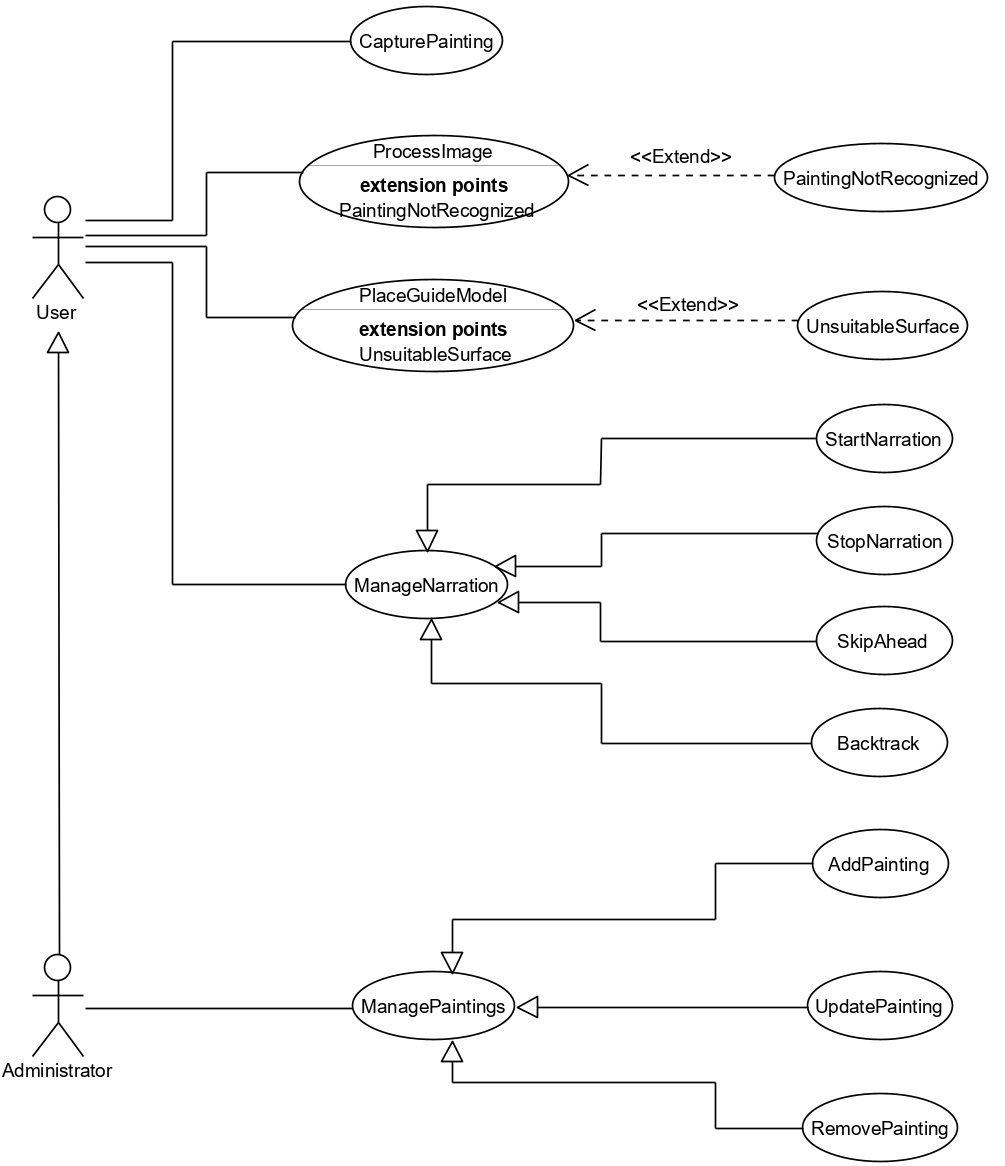 CapturePainting
ProcessImage
extension points
PaintingNotRecognized
<<Extend>>
PaintingNotRecognized
User
PlaceGuideModel
extension points
UnsuitableSurface
<<Extend>>
UnsuitableSurface
StartNarration
StopNarration
ManageNarration
SkipAhead
Backtrack
AddPainting
ManagePaintings
UpdatePainting
Administrator
RemovePainting